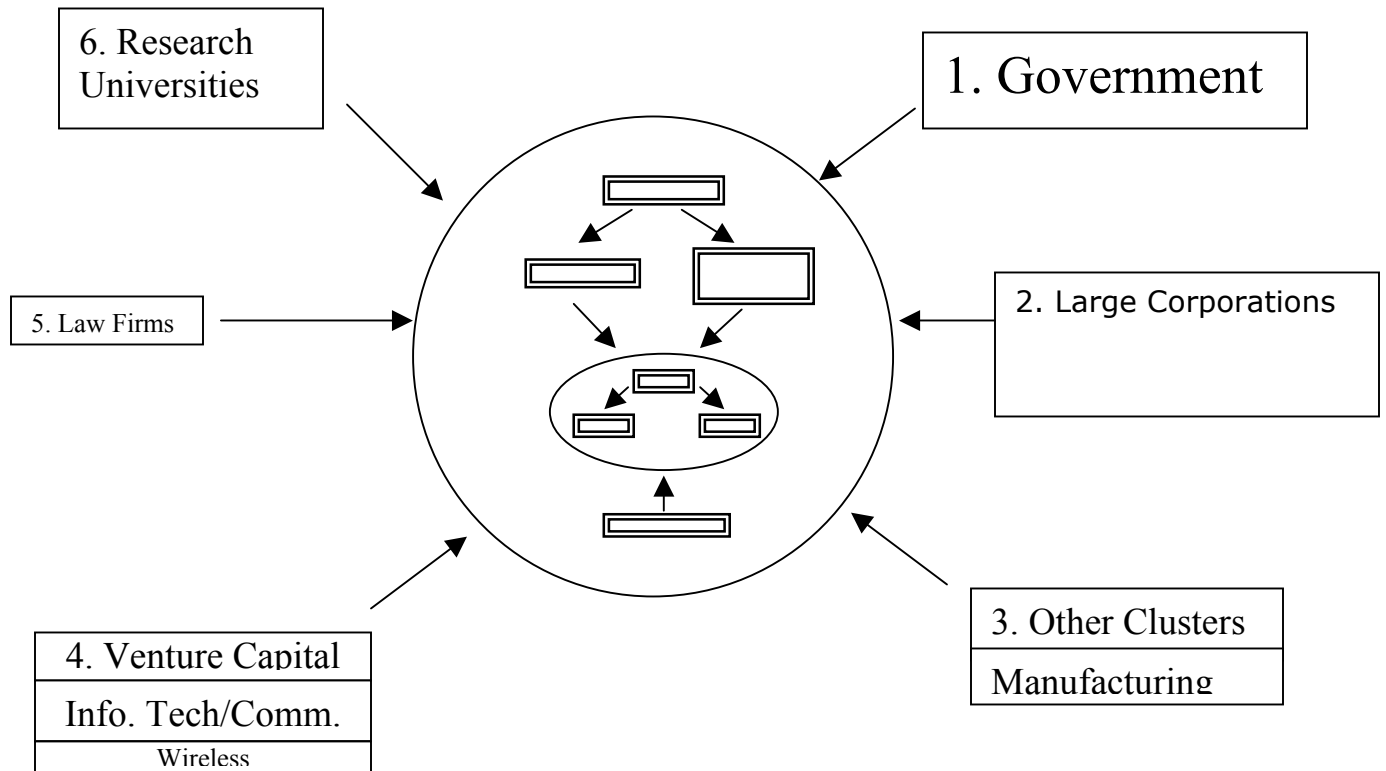 6. Research
Universities
1. Government
5. Law Firms
2. Large Corporations
4. Venture Capital
Info. Tech/Comm.
Wireless
3. Other Clusters
Manufacturing